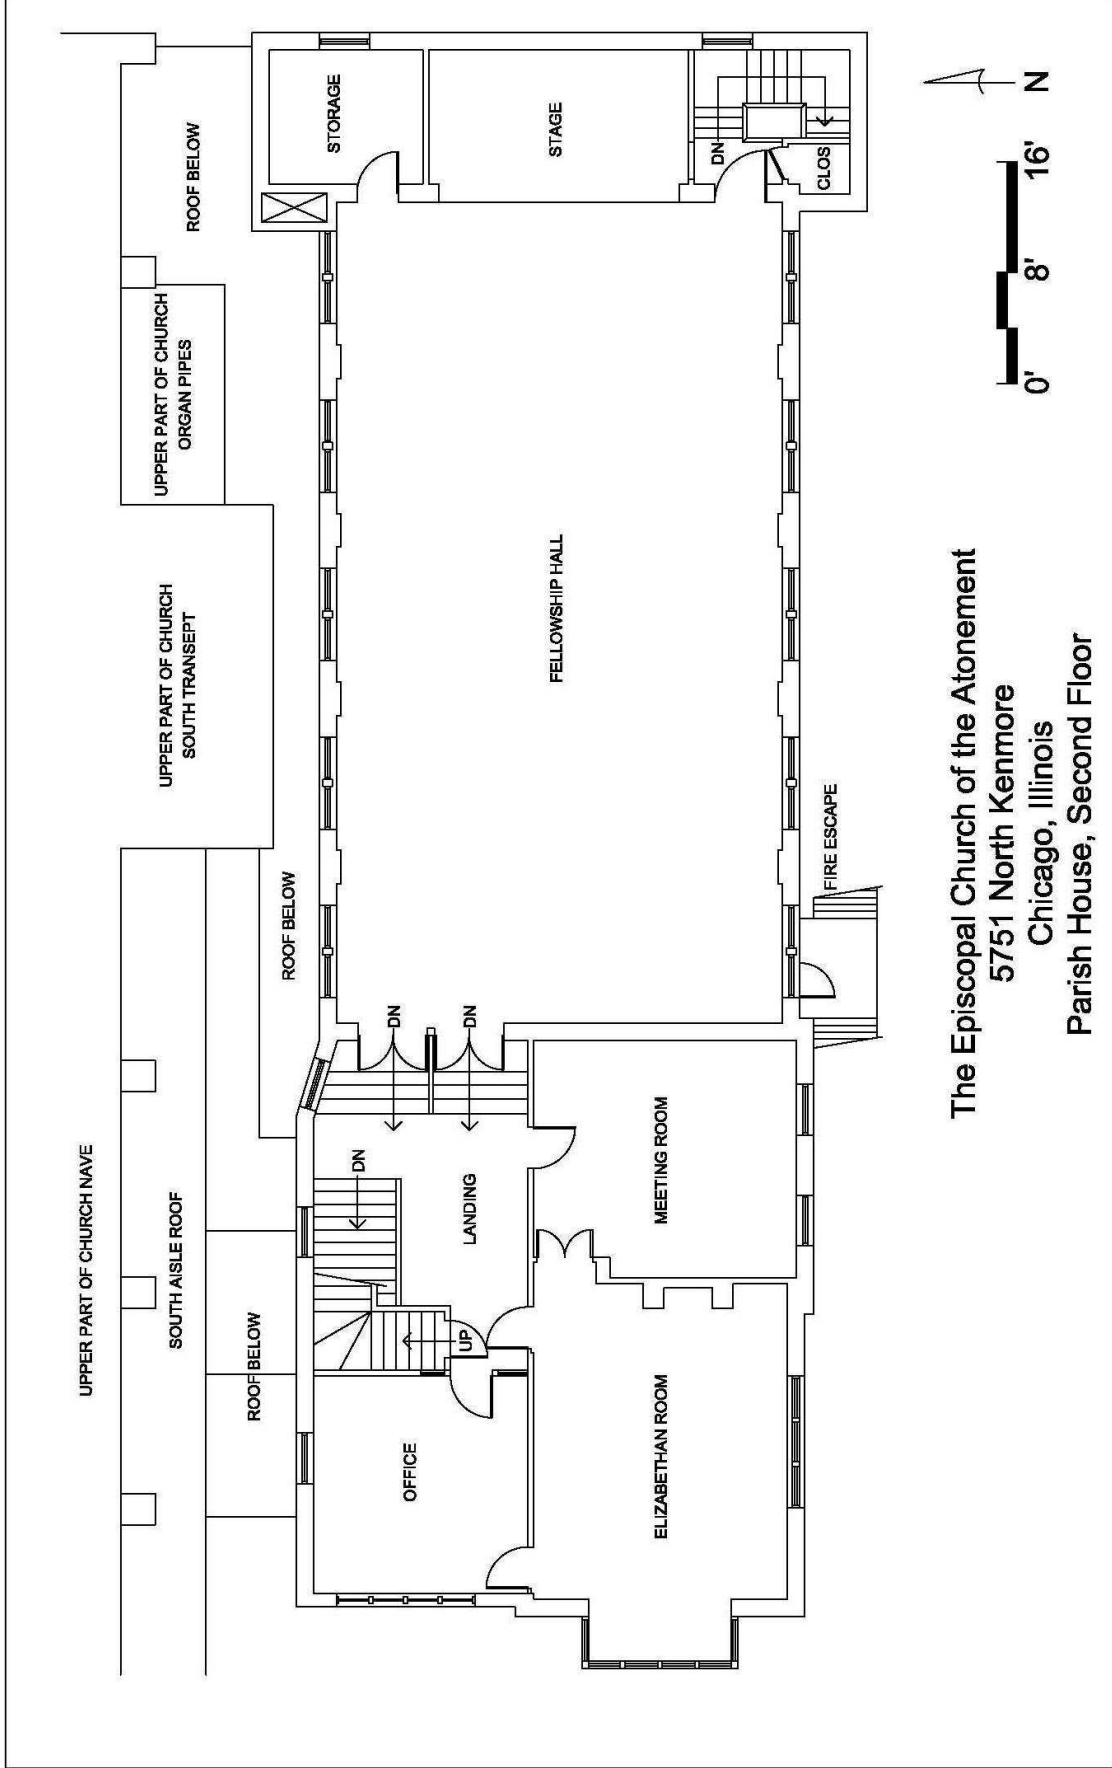 UPPER PART OF CHURCH NAVE
SOUTH AISLE ROOF
ROOF BELOW
ROOF BELOW
UPPER PART OF CHURCH
SOUTH TRANSEPT
UPPER PART OF CHURCH
ORGAN PIPES
ROOF BELOW
OFFICE
UP
DN
LANDING
DN
DN
ELIZABETHAN ROOM
MEETING ROOM
FELLOWSHIP HALL
STORAGE
STAGE
DN
CLOS
FIRE ESCAPE
The Episcopal Church of the Atonement
5751 North Kenmore
Chicago, Illinois
Parish House, Second Floor
0' 8' 16'
N